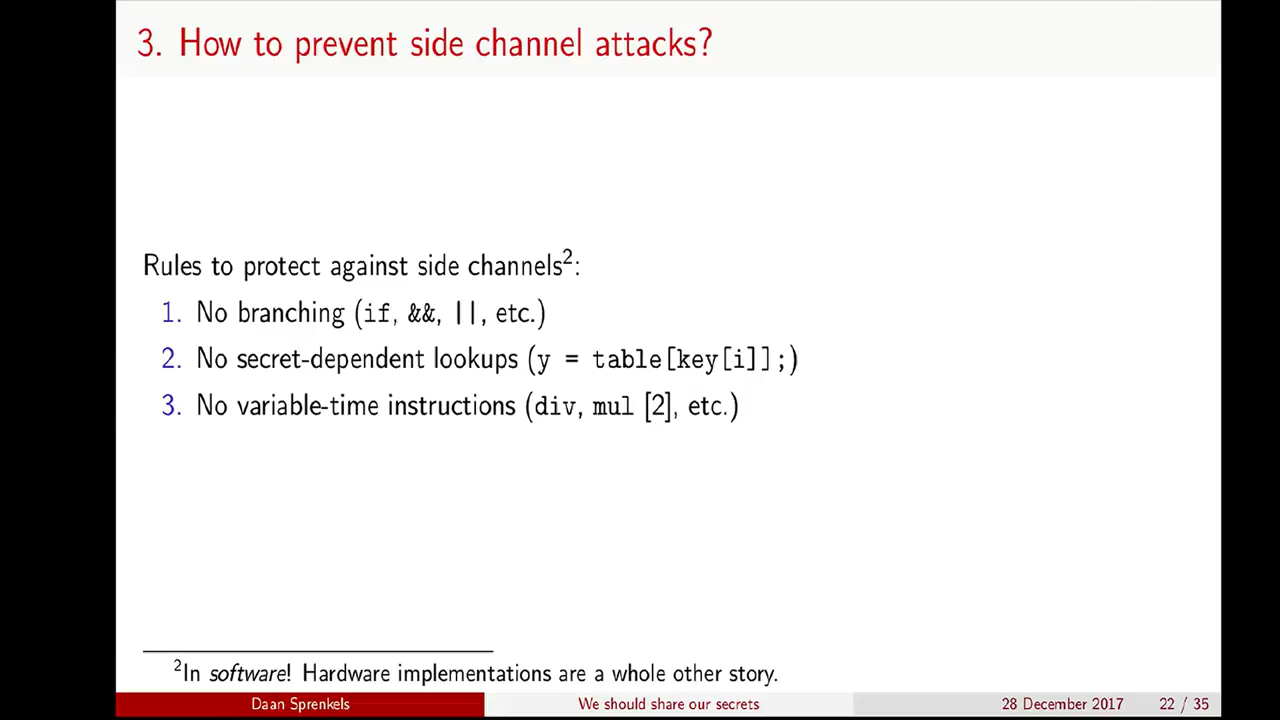 3. How to prevent side channel attacks?
Rules to protect against side channels²:
1. No branching (if, &&, ||, etc.)
2. No secret-dependent lookups (y = table[key[i]];)
3. No variable-time instructions (div, mul [2], etc.)
²In software! Hardware implementations are a whole other story.
Daan Sprenkels We should share our secrets 28 December 2017 22 / 35